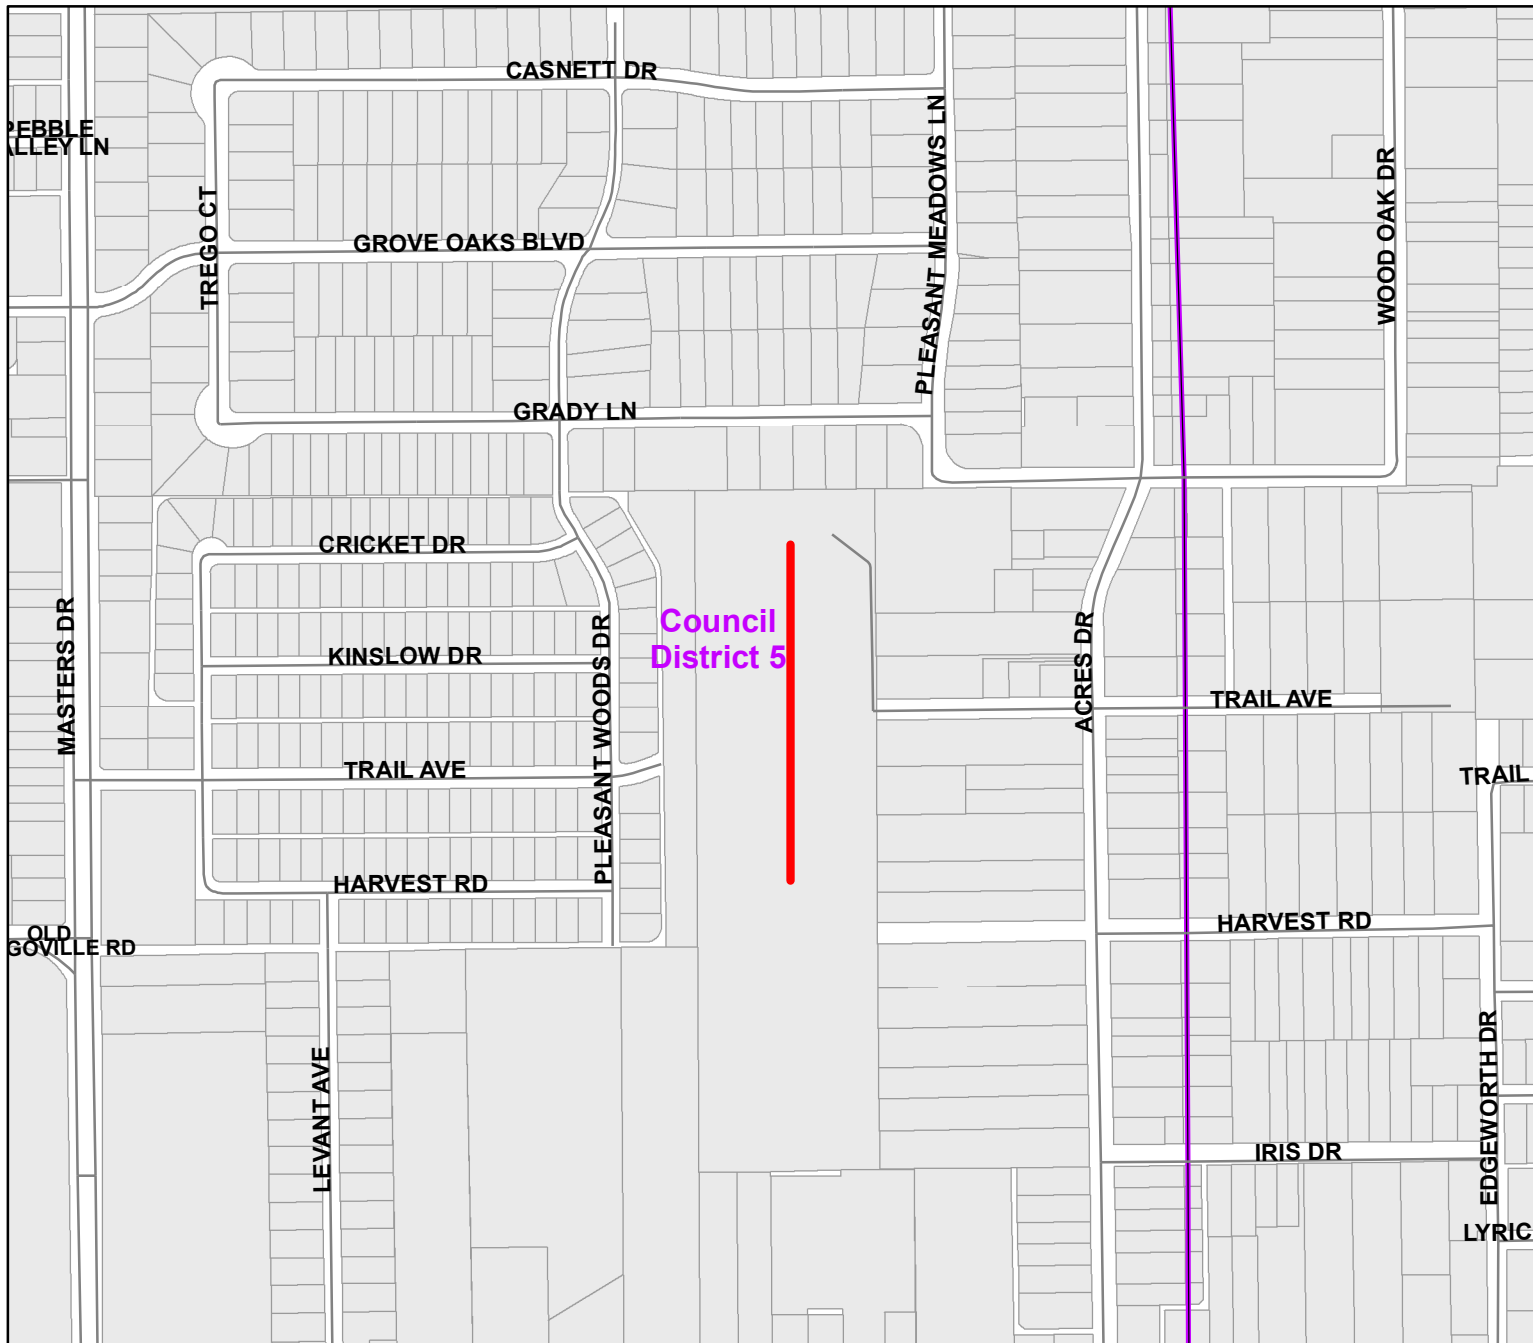 CASNETT DR
PEBBLE
ALLEY LN
PLEASANT MEADOWS LN
WOOD OAK DR
TREGO CT
GROVE OAKS BLVD
GRADY LN
CRICKET DR
MASTERS DR
Council
District 5
KINSLOW DR
PLEASANT WOODS DR
ACRES DR
TRAIL AVE
TRAIL AVE
TRAIL
HARVEST RD
HARVEST RD
OLD
GOVILLE RD
LEVANT AVE
EDGEWORTH DR
IRIS DR
LYRIC